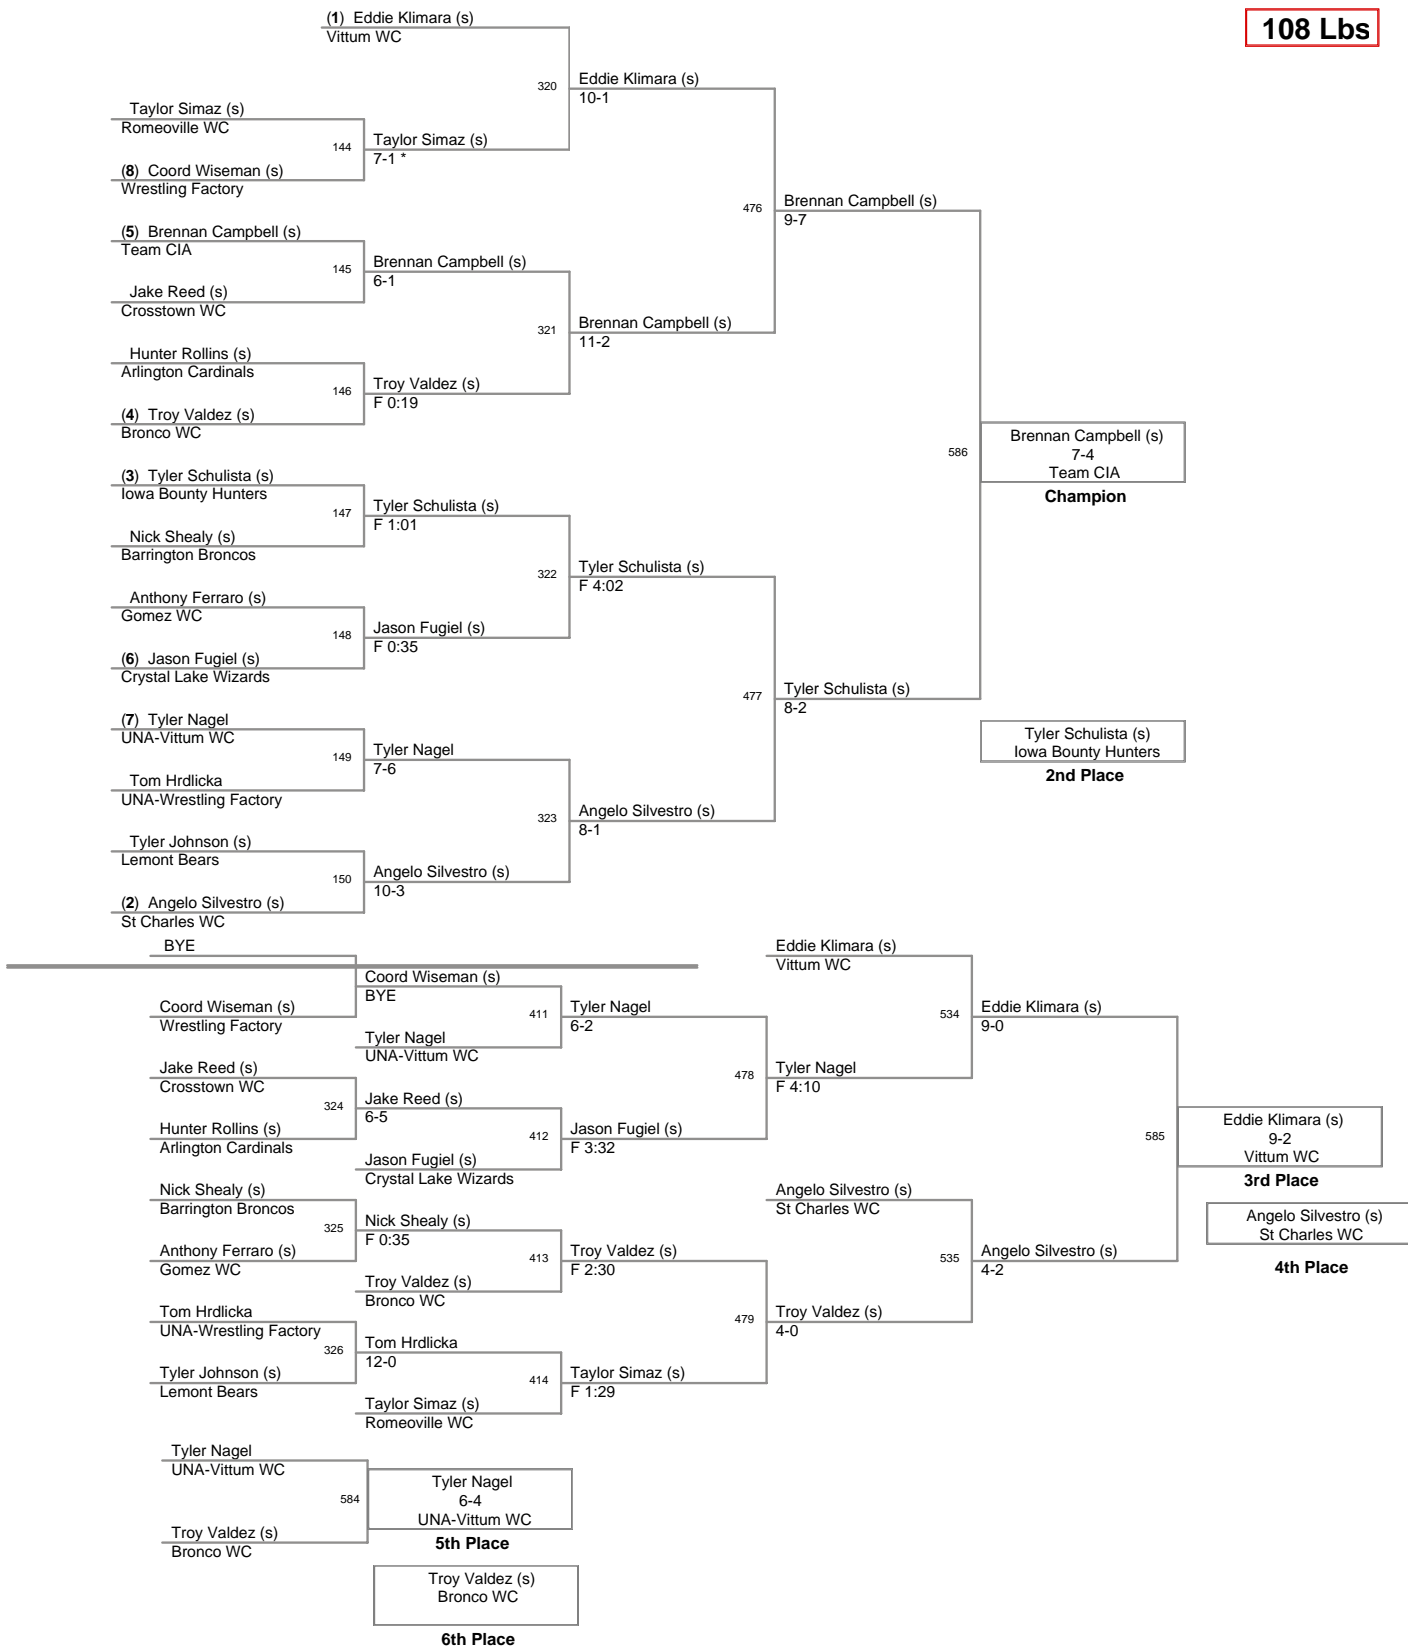 108 Lbs
(1) Eddie Klimara (s)
Vittum WC
320
Eddie Klimara (s)
10-1
Taylor Simaz (s)
Romeoville WC
144
Taylor Simaz (s)
7-1 *
(8) Coord Wiseman (s)
Wrestling Factory
476
Brennan Campbell (s)
9-7
(5) Brennan Campbell (s)
Team CIA
145
Brennan Campbell (s)
6-1
Jake Reed (s)
Crosstown WC
321
Brennan Campbell (s)
11-2
Hunter Rollins (s)
Arlington Cardinals
146
Troy Valdez (s)
F 0:19
(4) Troy Valdez (s)
Bronco WC
586
Brennan Campbell (s)
7-4
Team CIA
Champion
(3) Tyler Schulista (s)
Iowa Bounty Hunters
147
Tyler Schulista (s)
F 1:01
Nick Shealy (s)
Barrington Broncos
322
Tyler Schulista (s)
F 4:02
Anthony Ferraro (s)
Gomez WC
148
Jason Fugiel (s)
F 0:35
(6) Jason Fugiel (s)
Crystal Lake Wizards
477
Tyler Schulista (s)
8-2
(7) Tyler Nagel
UNA-Vittum WC
149
Tyler Nagel
7-6
Tom Hrdlicka
UNA-Wrestling Factory
Tyler Schulista (s)
Iowa Bounty Hunters
2nd Place
323
Angelo Silvestro (s)
8-1
Tyler Johnson (s)
Lemont Bears
150
Angelo Silvestro (s)
10-3
(2) Angelo Silvestro (s)
St Charles WC
BYE
Coord Wiseman (s)
BYE
Coord Wiseman (s)
Wrestling Factory
411
Tyler Nagel
6-2
Tyler Nagel
UNA-Vittum WC
Eddie Klimara (s)
Vittum WC
534
Eddie Klimara (s)
9-0
Jake Reed (s)
Crosstown WC
324
Jake Reed (s)
6-5
Hunter Rollins (s)
Arlington Cardinals
478
Tyler Nagel
F 4:10
412
Jason Fugiel (s)
F 3:32
Jason Fugiel (s)
Crystal Lake Wizards
585
Eddie Klimara (s)
9-2
Vittum WC
3rd Place
Nick Shealy (s)
Barrington Broncos
325
Nick Shealy (s)
F 0:35
Anthony Ferraro (s)
Gomez WC
413
Troy Valdez (s)
F 2:30
Troy Valdez (s)
Bronco WC
Angelo Silvestro (s)
St Charles WC
535
Angelo Silvestro (s)
4-2
Angelo Silvestro (s)
St Charles WC
4th Place
Tom Hrdlicka
UNA-Wrestling Factory
326
Tom Hrdlicka
12-0
Tyler Johnson (s)
Lemont Bears
479
Troy Valdez (s)
4-0
414
Taylor Simaz (s)
F 1:29
Taylor Simaz (s)
Romeoville WC
Tyler Nagel
UNA-Vittum WC
584
Tyler Nagel
6-4
UNA-Vittum WC
5th Place
Troy Valdez (s)
Bronco WC
Troy Valdez (s)
Bronco WC
6th Place